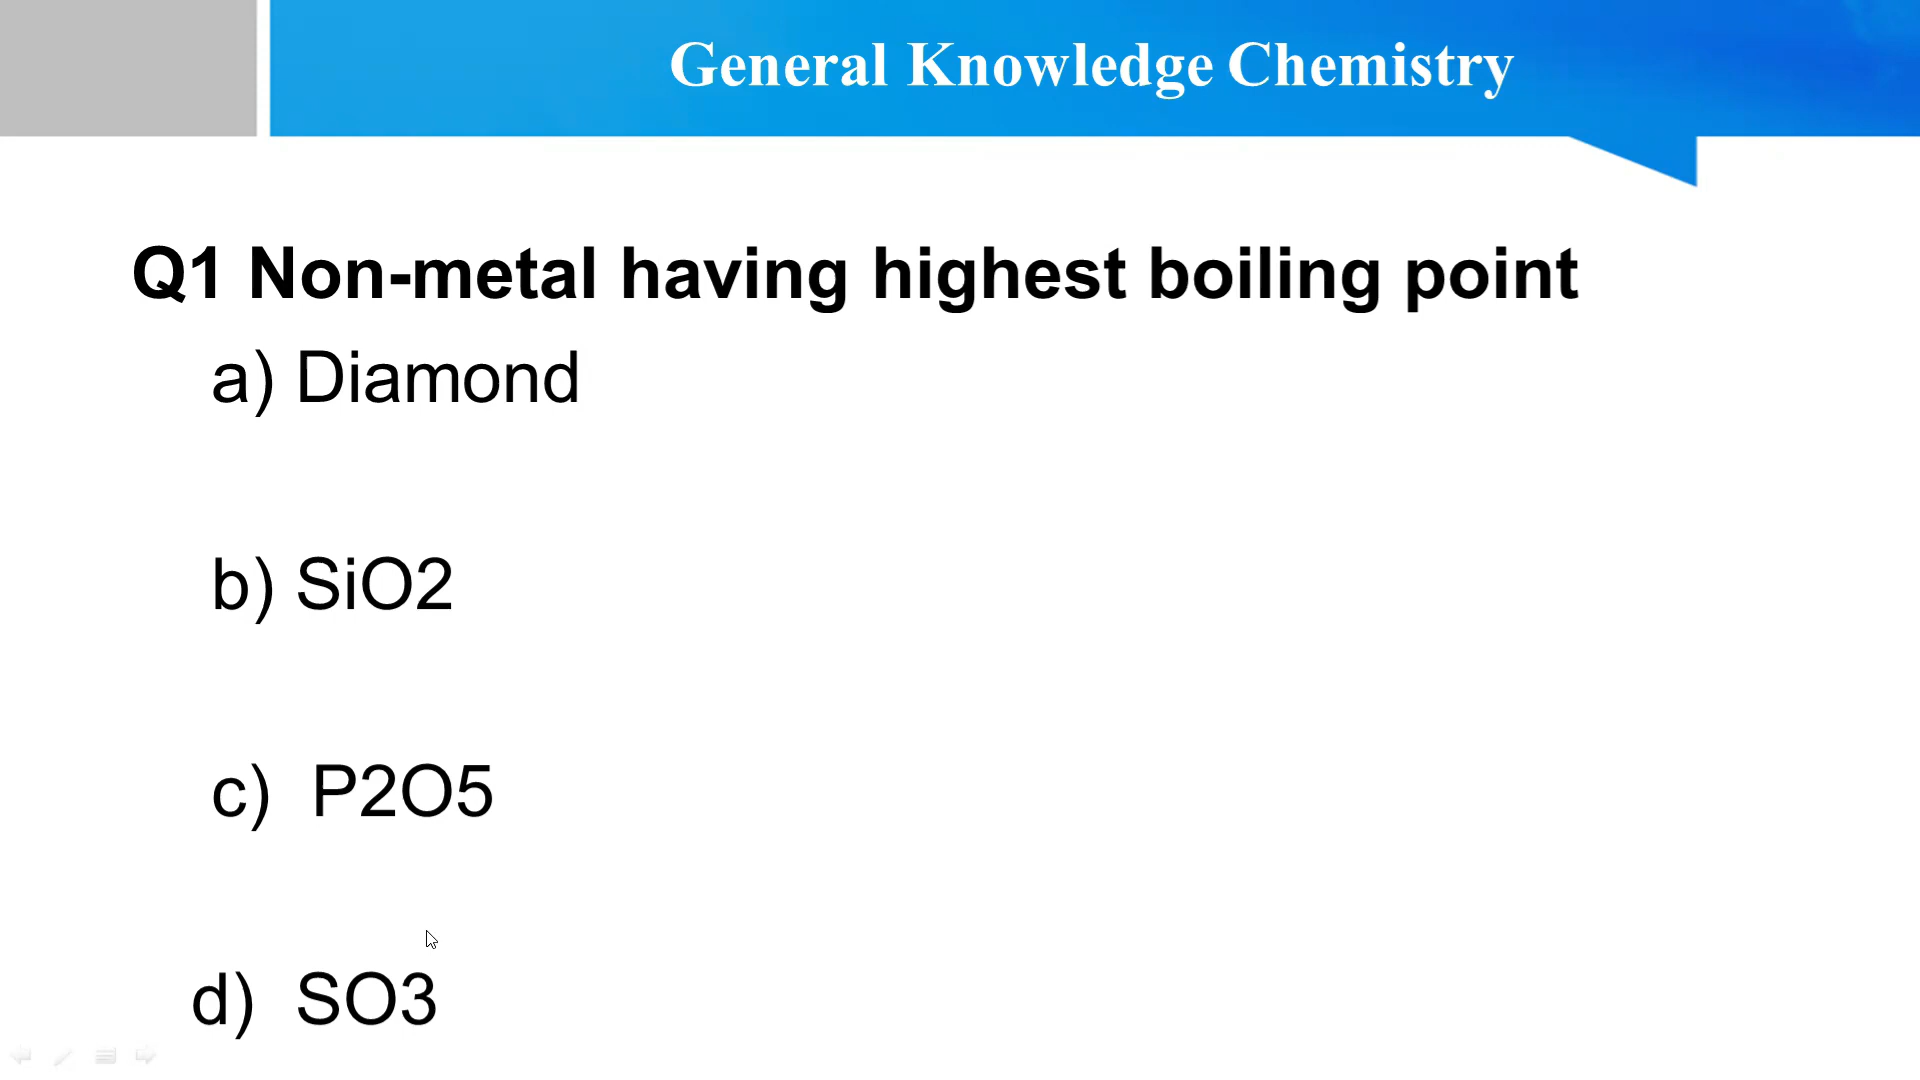 General Knowledge Chemistry
Q1 Non-metal having highest boiling point
a) Diamond
b) SiO2
c) P2O5
d) SO3